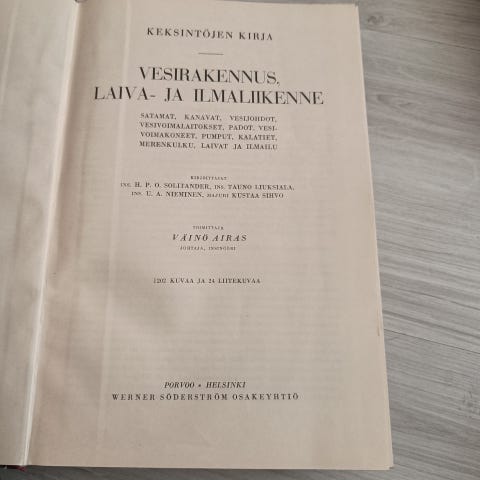 KEKSINTÖJEN KIRJA
VESIRAKENNUS,
LAIVA- JA ILMALIIKENNE
SATAMAT, KANAVAT, VESIJOHDOT,
VESIVOIMALAITOKSET, PADOT, VESI-
VOIMAKONEET, PUMPUT, KALATIET,
MERENKULKU, LAIVAT JA ILMAILU
KIRJOITTAJAT
INS. H. P. O. SOLITANDER, INS. TAUNO LIUKSIALA,
INS. U. A. NIEMINEN, MAJURI KUSTAA SIHVO
TOIMITTAJA
VÄINÖ AIRAS
JOHTAJA, INSINÖÖRI
1202 KUVAA JA 24 LIITEKUVAA
PORVOO * HELSINKI
WERNER SÖDERSTRÖM OSAKEYHTIÖ